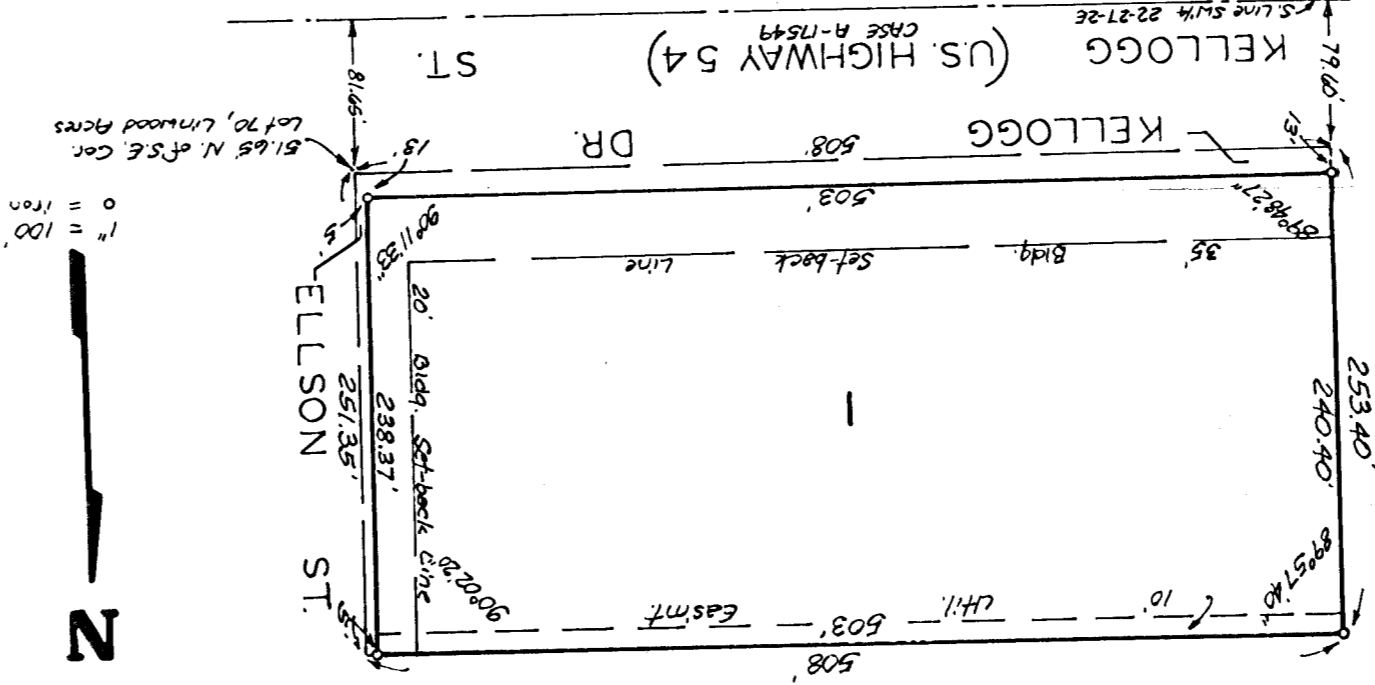 508'
503'
10' Util. Easmt.
5'
89°57'40"
90°02'20"
253.40'
240.40'
1
20' Bldg. Set-back Line
238.37'
251.35'
ELLSON ST.
N
1" = 100'
o = iron
35' Bldg. Set-back Line
89°48'27"
90°11'33"
503'
5'
13'
508'
13'
KELLOGG DR.
51.65' N. of S.E. Cor.
Lot 70, Linwood Acres
79.60'
81.65'
KELLOGG (U.S. HIGHWAY 54) ST.
CASE A-17549
S. Line SW1/4 22-27-2E